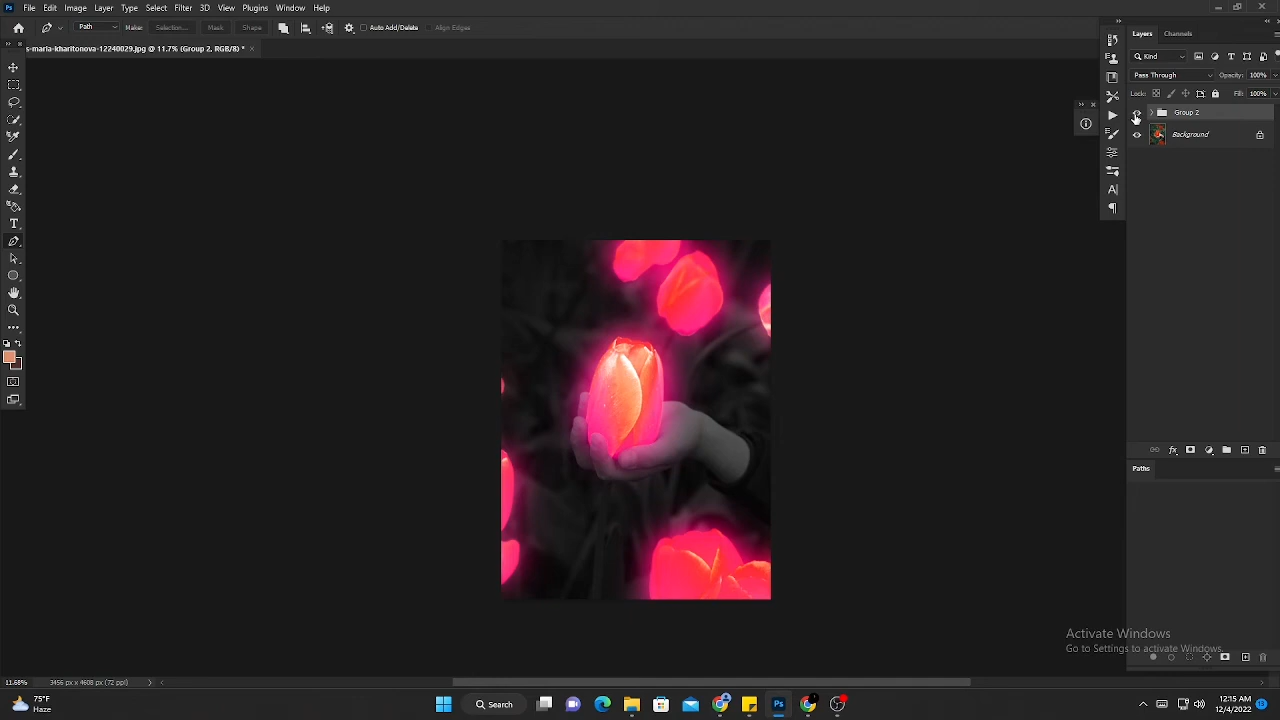 File Edit Image Layer Type Select Filter 3D View Plugins Window Help
Path Make: Selection... Mask Shape Auto Add/Delete Align Edges
s-maria-kharitonova-12240029.jpg @ 11.7% (Group 2, RGB/8) *
Layers Channels
Kind
Pass Through Opacity: 100%
Lock: Fill: 100%
Group 2
Background
Paths
Activate Windows
Go to Settings to activate Windows.
11.68% 3456 px x 4608 px (72 ppi)
75°F
Haze
Search
12:15 AM
12/4/2022